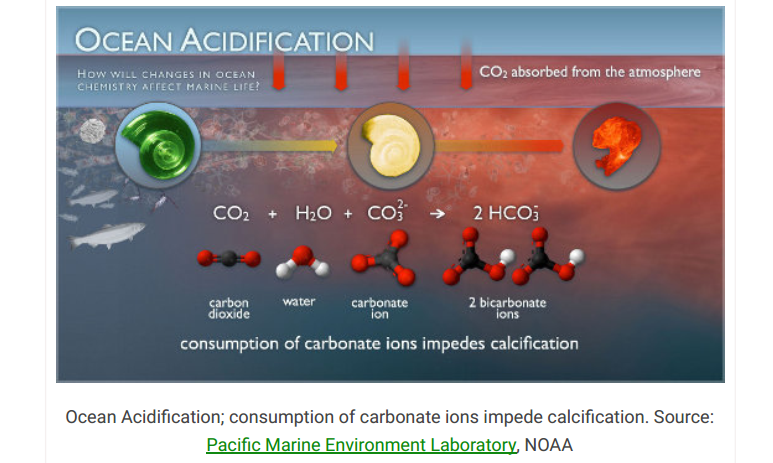 OCEAN ACIDIFICATION
HOW WILL CHANGES IN OCEAN
CHEMISTRY AFFECT MARINE LIFE?
CO₂ absorbed from the atmosphere
CO₂ + H₂O + CO₃²⁻ → 2 HCO₃⁻
carbon
dioxide
water
carbonate
ion
2 bicarbonate
ions
consumption of carbonate ions impedes calcification
Ocean Acidification; consumption of carbonate ions impede calcification. Source:
Pacific Marine Environment Laboratory, NOAA